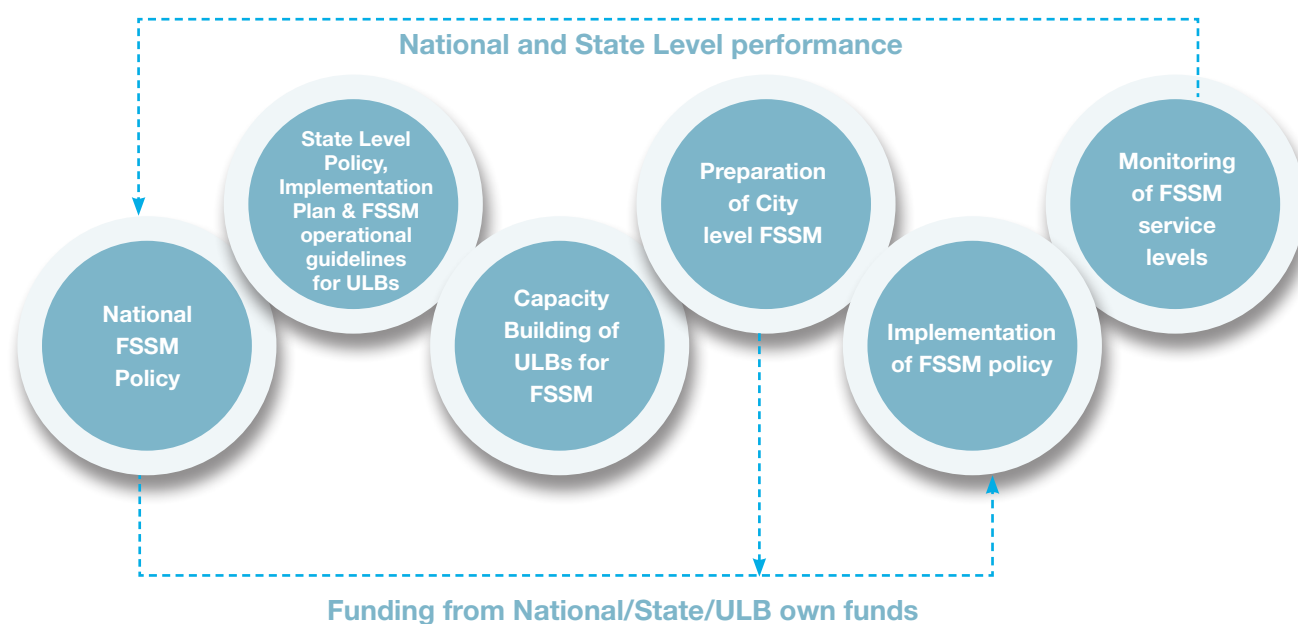 National and State Level performance
National
FSSM
Policy
State Level
Policy,
Implementation
Plan & FSSM
operational
guidelines
for ULBs
Capacity
Building of
ULBs for
FSSM
Preparation
of City
level FSSM
Implementation
of FSSM policy
Monitoring
of FSSM
service
levels
Funding from National/State/ULB own funds